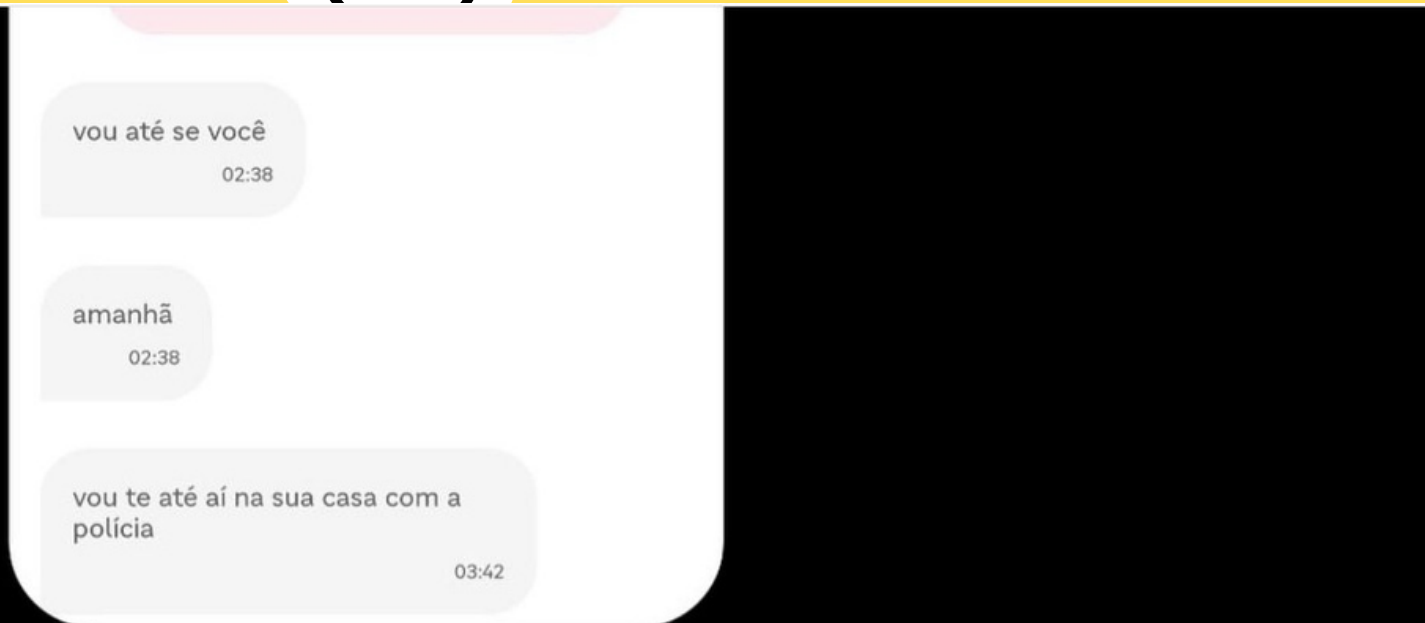 vou até se você
02:38
amanhã
02:38
vou te até aí na sua casa com a
polícia
03:42